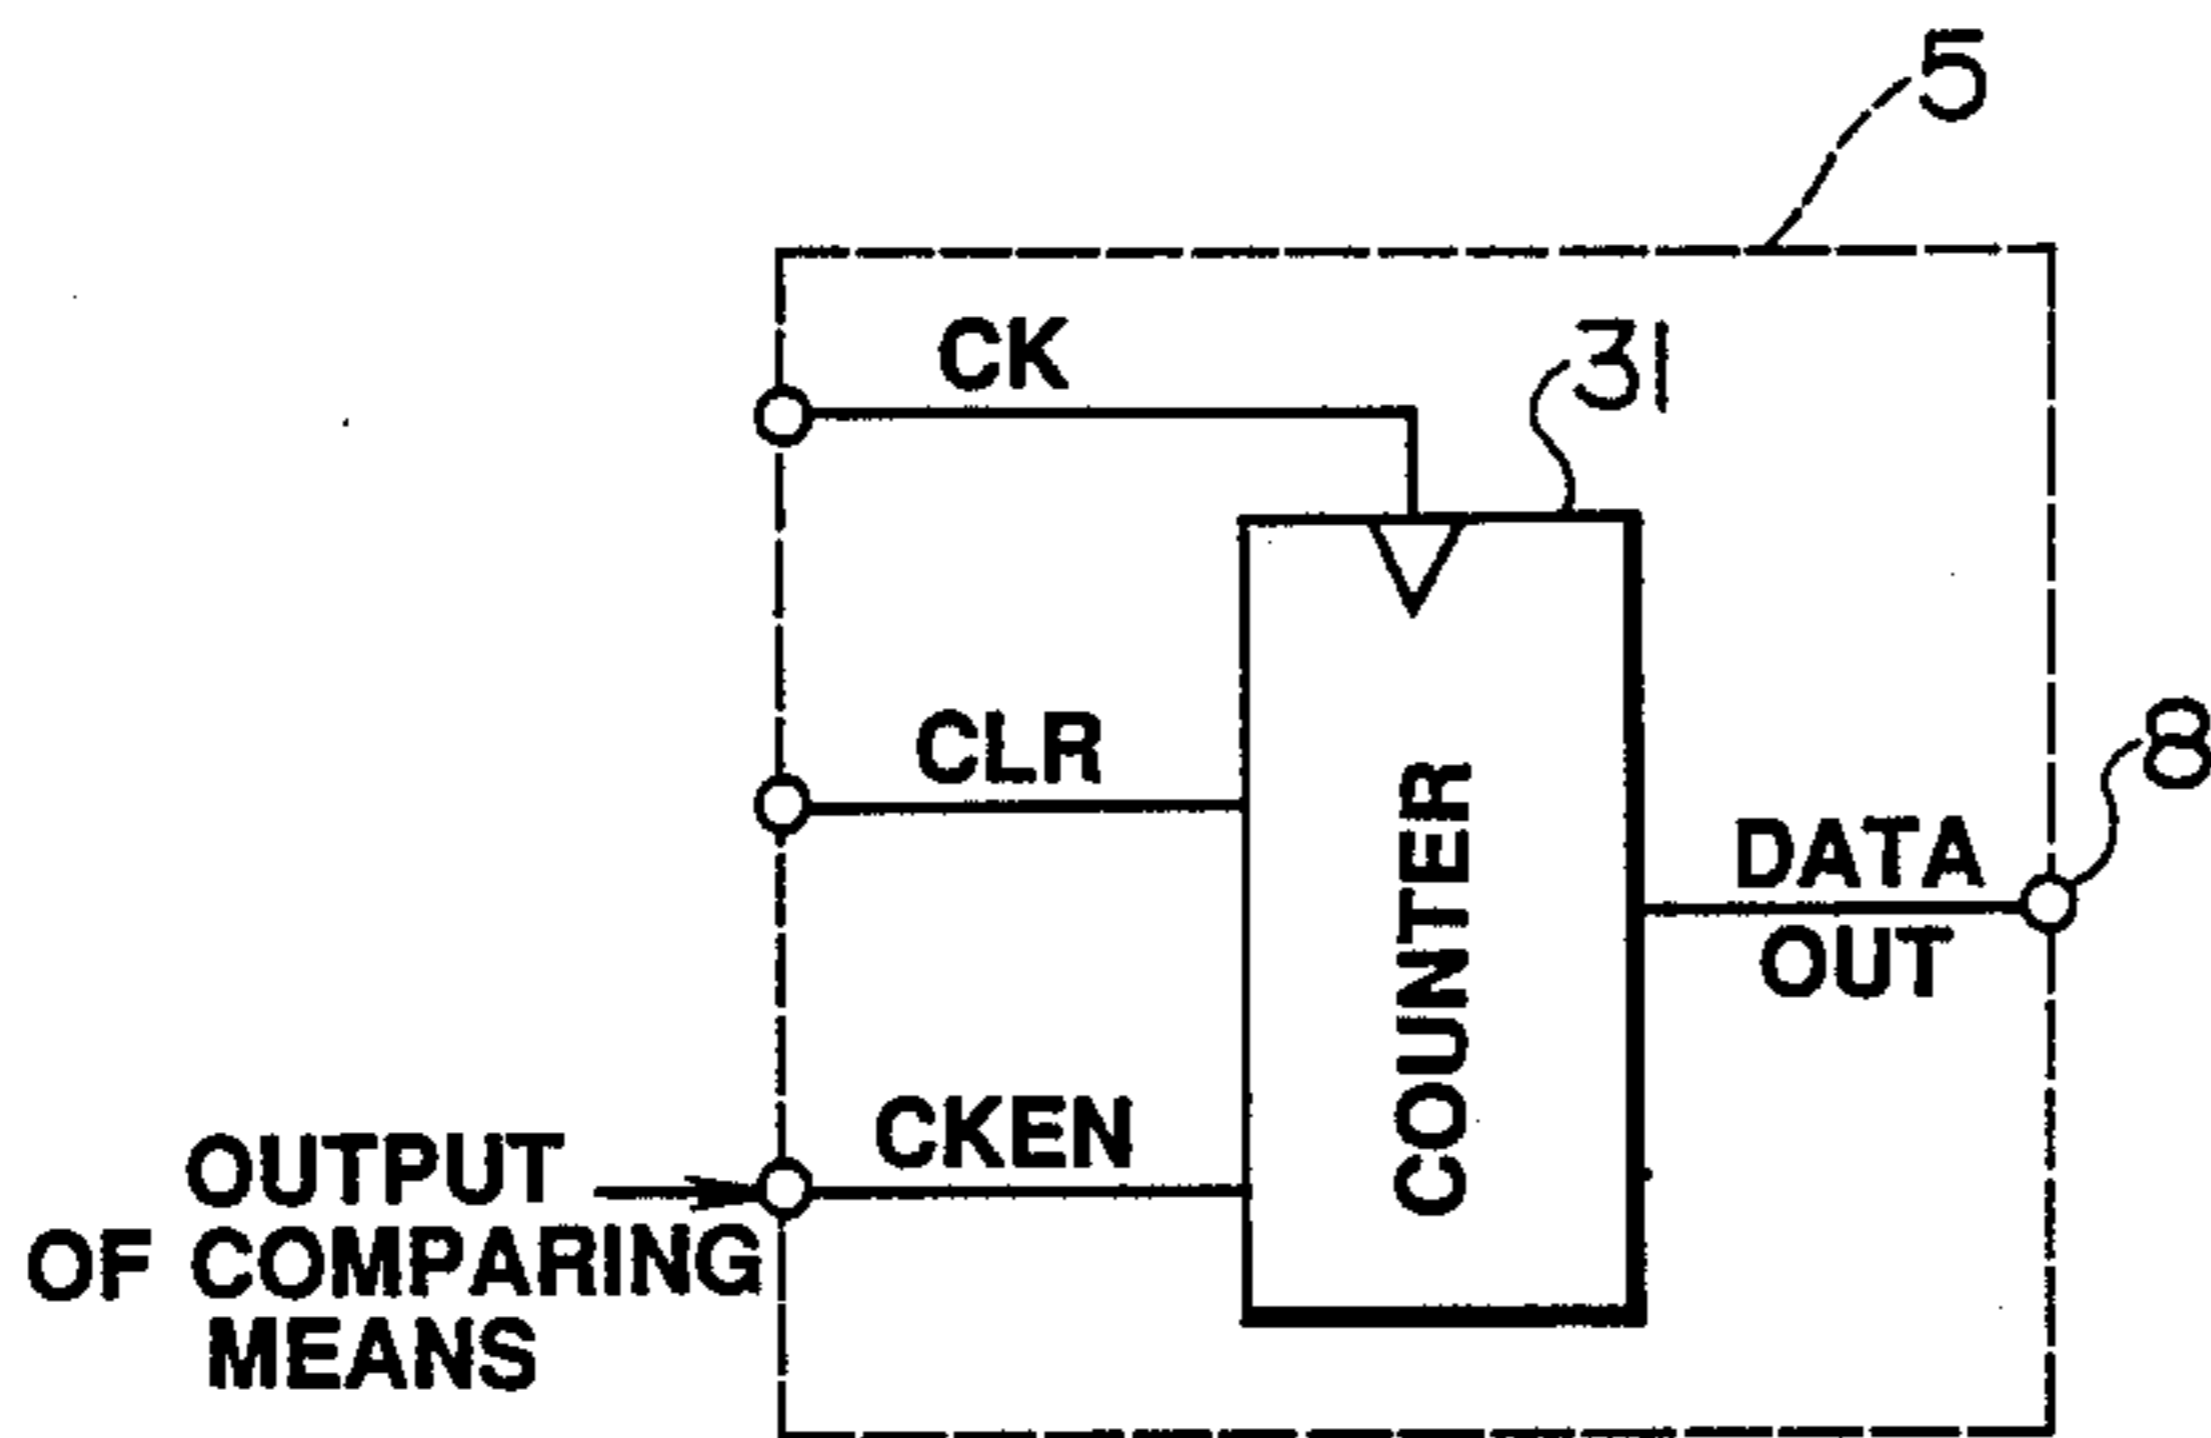 5
CK
31
CLR
8
COUNTER
DATA
OUT
CKEN
OUTPUT
OF COMPARING
MEANS